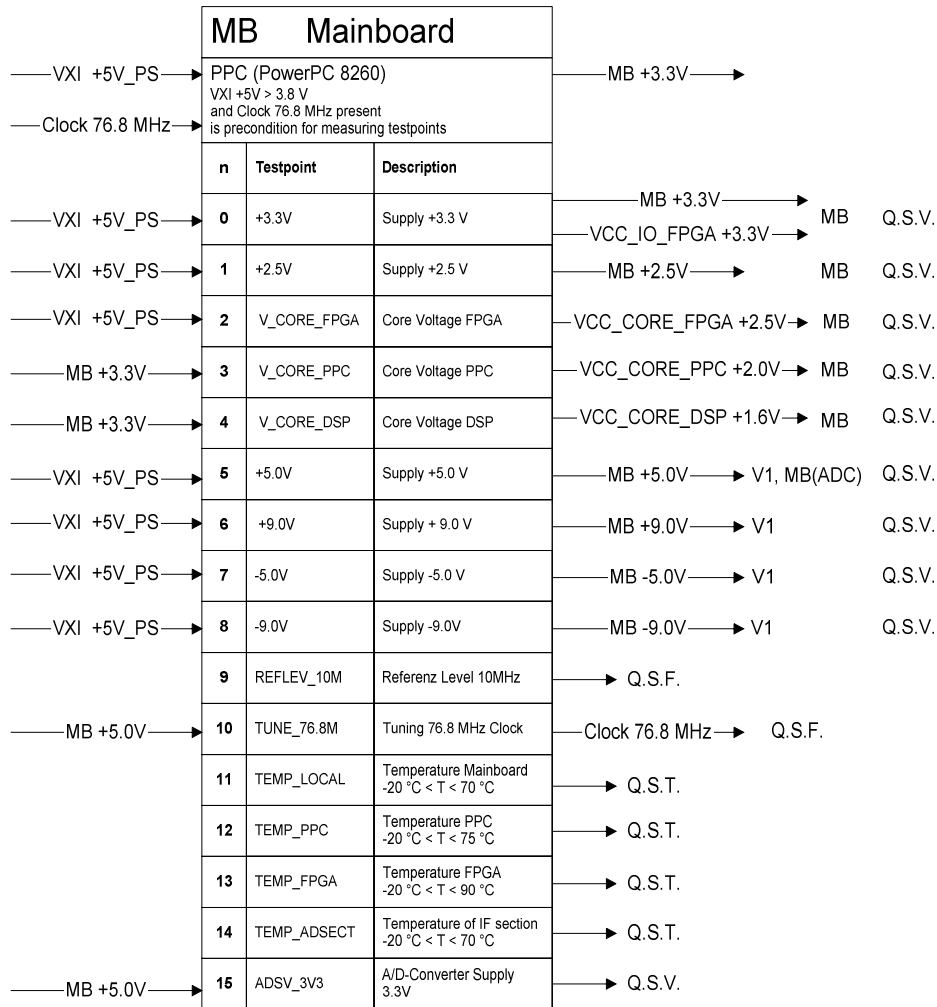 MB Mainboard
VXI +5V_PS PPC (PowerPC 8260) MB +3.3V
VXI +5V > 3.8 V
and Clock 76.8 MHz present
Clock 76.8 MHz is precondition for measuring testpoints
n Testpoint Description
MB +3.3V
VXI +5V_PS 0 +3.3V Supply +3.3 V MB Q.S.V.
VCC_IO_FPGA +3.3V
VXI +5V_PS 1 +2.5V Supply +2.5 V MB +2.5V MB Q.S.V.
VXI +5V_PS 2 V_CORE_FPGA Core Voltage FPGA VCC_CORE_FPGA +2.5V MB Q.S.V.
MB +3.3V 3 V_CORE_PPC Core Voltage PPC VCC_CORE_PPC +2.0V MB Q.S.V.
MB +3.3V 4 V_CORE_DSP Core Voltage DSP VCC_CORE_DSP +1.6V MB Q.S.V.
VXI +5V_PS 5 +5.0V Supply +5.0 V MB +5.0V V1, MB(ADC) Q.S.V.
VXI +5V_PS 6 +9.0V Supply + 9.0 V MB +9.0V V1 Q.S.V.
VXI +5V_PS 7 -5.0V Supply -5.0 V MB -5.0V V1 Q.S.V.
VXI +5V_PS 8 -9.0V Supply -9.0V MB -9.0V V1 Q.S.V.
9 REFLEV_10M Referenz Level 10MHz Q.S.F.
MB +5.0V 10 TUNE_76.8M Tuning 76.8 MHz Clock Clock 76.8 MHz Q.S.F.
11 TEMP_LOCAL Temperature Mainboard
-20 °C < T < 70 °C Q.S.T.
12 TEMP_PPC Temperature PPC
-20 °C < T < 75 °C Q.S.T.
13 TEMP_FPGA Temperature FPGA
-20 °C < T < 90 °C Q.S.T.
14 TEMP_ADSECT Temperature of IF section
-20 °C < T < 70 °C Q.S.T.
MB +5.0V 15 ADSV_3V3 A/D-Converter Supply
3.3V Q.S.V.